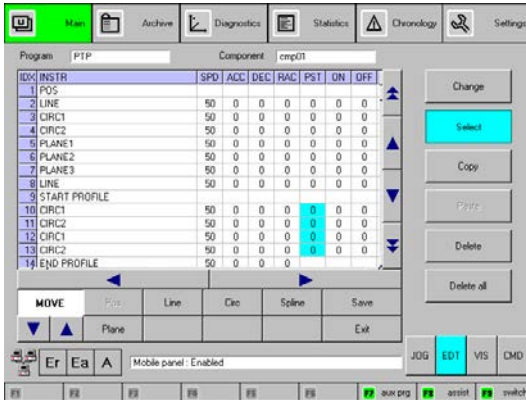 Main Archive Diagnostics Statistics Chronology Settings
Program PTP Component cmp01
IDX INSTR SPD ACC DEC RAC PST ON OFF
1 POS
2 LINE 50 0 0 0 0 0 0
3 CIRC1 50 0 0 0 0 0 0
4 CIRC2 50 0 0 0 0 0 0
5 PLANE1 50 0 0 0 0 0 0
6 PLANE2 50 0 0 0 0 0 0
7 PLANE3 50 0 0 0 0 0 0
8 LINE 50 0 0 0 0 0 0
9 START PROFILE
10 CIRC1 50 0 0 0 0 0 0
11 CIRC2 50 0 0 0 0 0 0
12 CIRC1 50 0 0 0 0 0 0
13 CIRC2 50 0 0 0 0 0 0
14 END PROFILE 50 0 0 0
Change
Select
Copy
Paste
Delete
Delete all
MOVE Pos Line Circ Spline Save
Plane Exit
Er Ea A Mobile panel : Enabled
JOG EDT VIS CMD
F1 F2 F3 F4 F5 F6 F7 aux prg F8 assist F9 switch